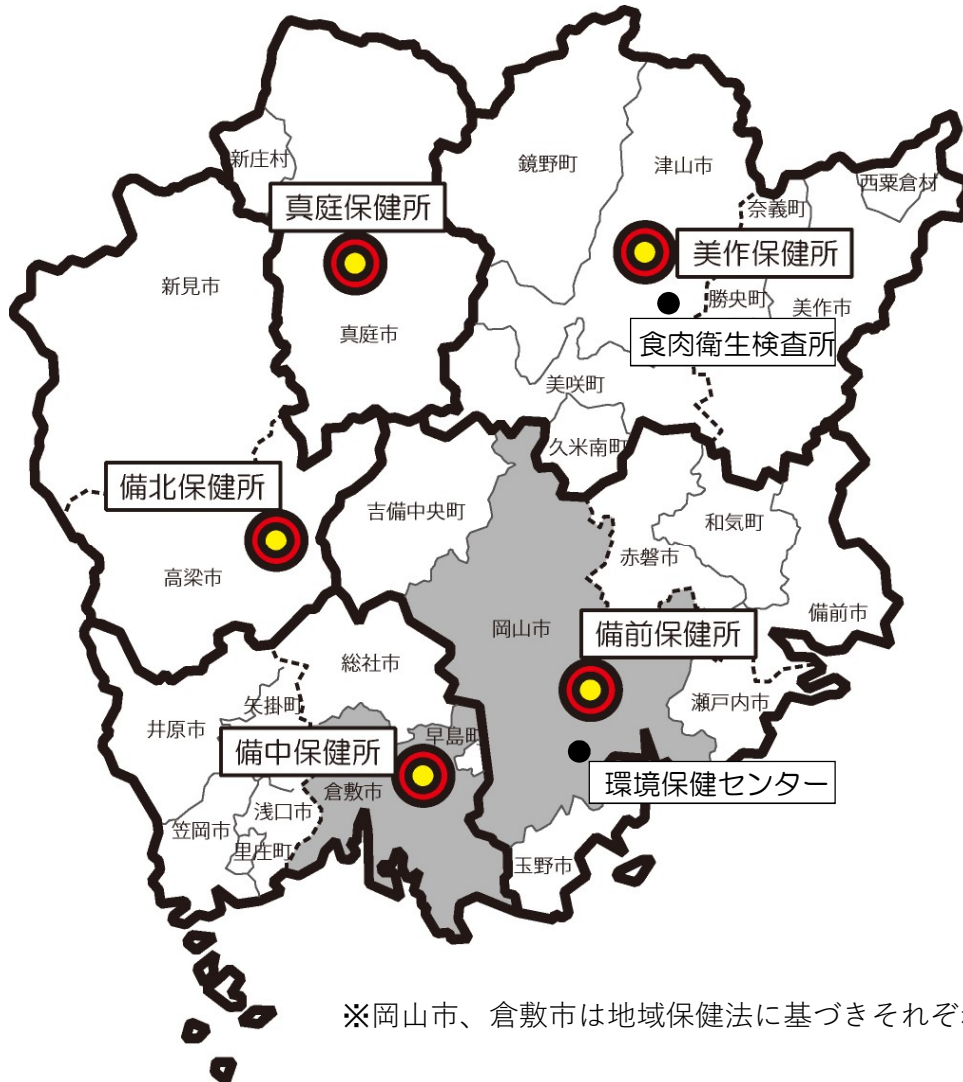 新庄村
鏡野町
津山市
西粟倉村
奈義町
真庭保健所
美作保健所
新見市
勝央町
美作市
真庭市
食肉衛生検査所
美咲町
久米南町
備北保健所
吉備中央町
和気町
赤磐市
高梁市
備前市
岡山市
備前保健所
総社市
瀬戸内市
矢掛町
井原市
早島町
備中保健所
環境保健センター
倉敷市
浅口市
笠岡市
里庄町
玉野市
※岡山市、倉敷市は地域保健法に基づきそれぞ